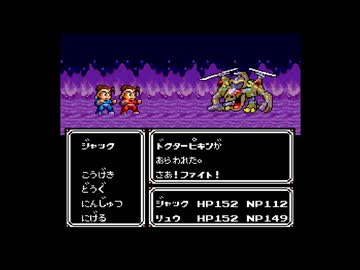 ジャック
こうげき
どうぐ
にんじゅつ
にげる
ドクターピキンが
あらわれた。
さあ！ファイト！
ジャック HP152 NP112
リュウ HP152 NP149